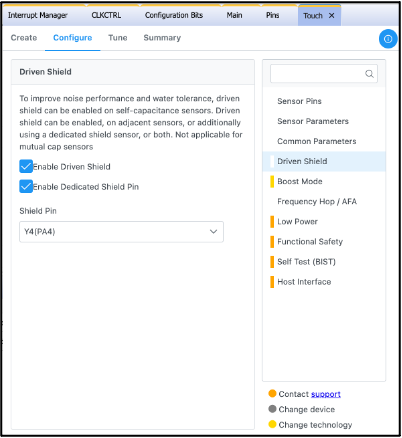 Interrupt Manager CLKCTRL Configuration Bits Main Pins Touch ×
Create Configure Tune Summary
Driven Shield
To improve noise performance and water tolerance, driven
shield can be enabled on self-capacitance sensors. Driven
shield can be enabled, on adjacent sensors, or additionally
using a dedicated shield sensor, or both. Not applicable for
mutual cap sensors
Enable Driven Shield
Enable Dedicated Shield Pin
Shield Pin
Y4(PA4)
Sensor Pins
Sensor Parameters
Common Parameters
Driven Shield
Boost Mode
Frequency Hop / AFA
Low Power
Functional Safety
Self Test (BIST)
Host Interface
Contact support
Change device
Change technology